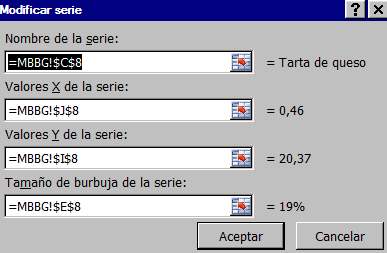 Modificar serie
Nombre de la serie:
=MBBG!$C$8 = Tarta de queso
Valores X de la serie:
=MBBG!$J$8 = 0,46
Valores Y de la serie:
=MBBG!$I$8 = 20,37
Tamaño de burbuja de la serie:
=MBBG!$E$8 = 19%
Aceptar Cancelar